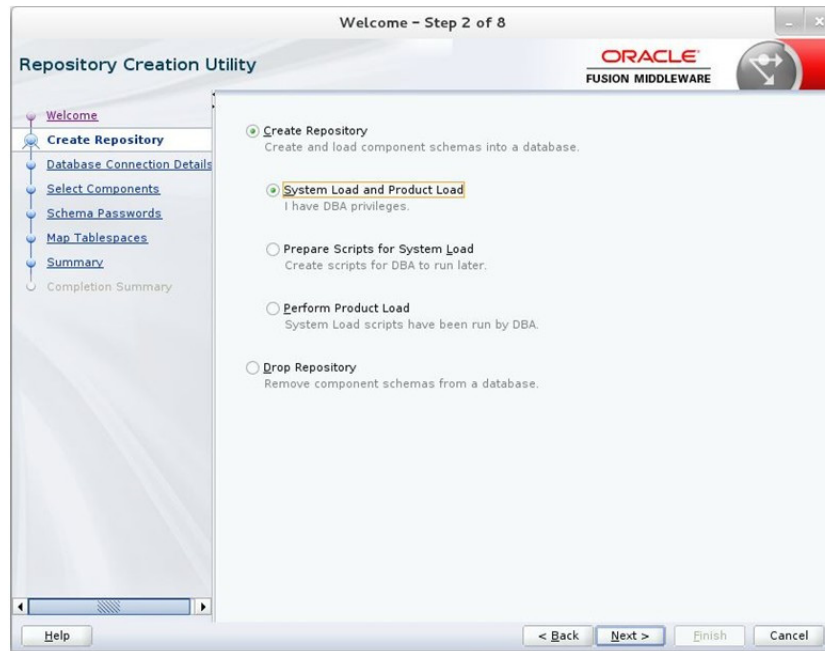 Welcome – Step 2 of 8
Repository Creation Utility
ORACLE
FUSION MIDDLEWARE
Welcome
Create Repository
Database Connection Details
Select Components
Schema Passwords
Map Tablespaces
Summary
Completion Summary
Create Repository
Create and load component schemas into a database.
System Load and Product Load
I have DBA privileges.
Prepare Scripts for System Load
Create scripts for DBA to run later.
Perform Product Load
System Load scripts have been run by DBA.
Drop Repository
Remove component schemas from a database.
Help
< Back
Next >
Finish
Cancel